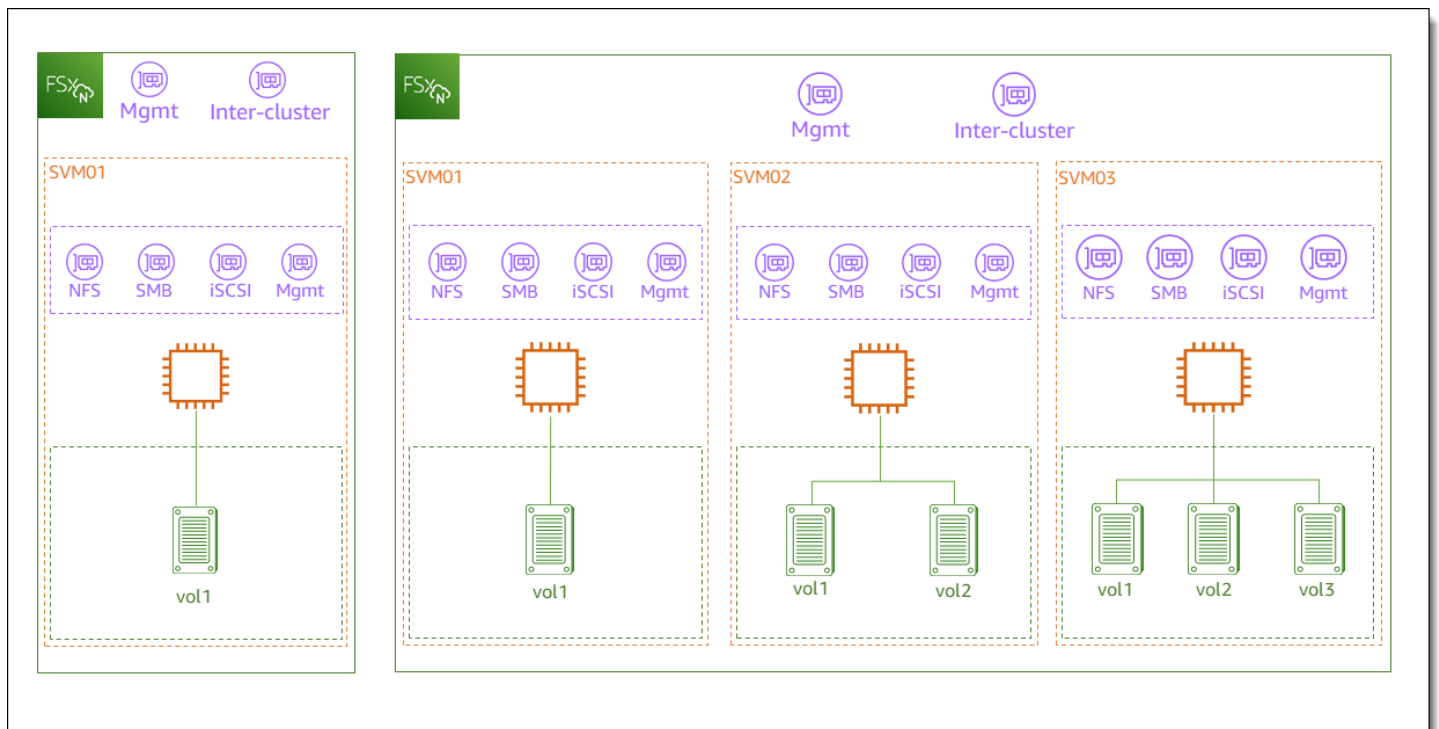 FSx
N
Mgmt
Inter-cluster
SVM01
NFS SMB iSCSI Mgmt
vol1
FSx
N
Mgmt
Inter-cluster
SVM01
NFS SMB iSCSI Mgmt
vol1
SVM02
NFS SMB iSCSI Mgmt
vol1 vol2
SVM03
NFS SMB iSCSI Mgmt
vol1 vol2 vol3